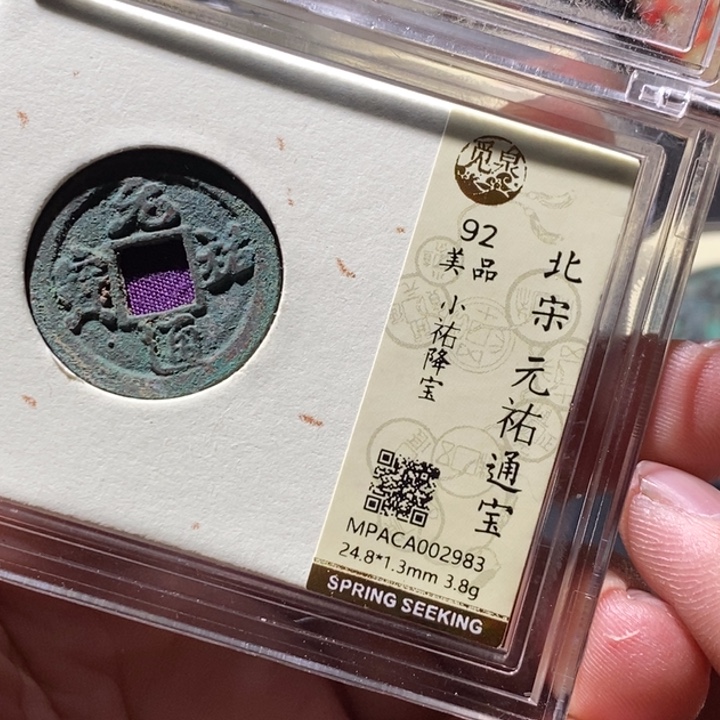 元祐通寶
觅泉
92
美品
小祐降宝
北宋 元祐通宝
MPACA002983
24.8*1.3mm 3.8g
SPRING SEEKING